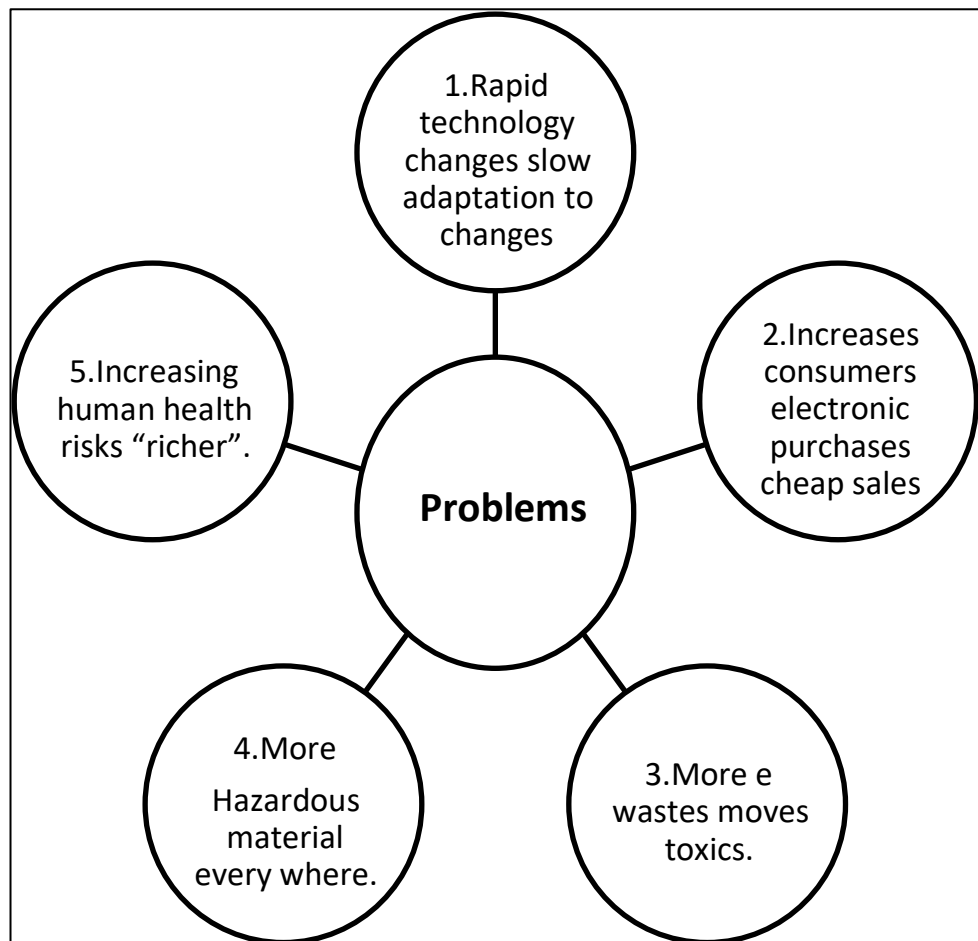 1.Rapid
technology
changes slow
adaptation to
changes
2.Increases
consumers
electronic
purchases
cheap sales
3.More e
wastes moves
toxics.
4.More
Hazardous
material
every where.
5.Increasing
human health
risks “richer”.
Problems